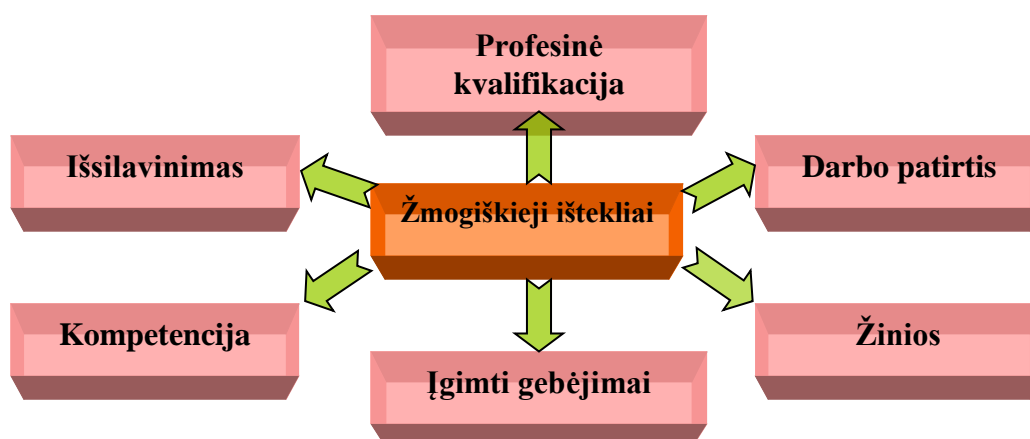 Profesinė
kvalifikacija
Išsilavinimas
Darbo patirtis
Žmogiškieji ištekliai
Kompetencija
Žinios
Įgimti gebėjimai